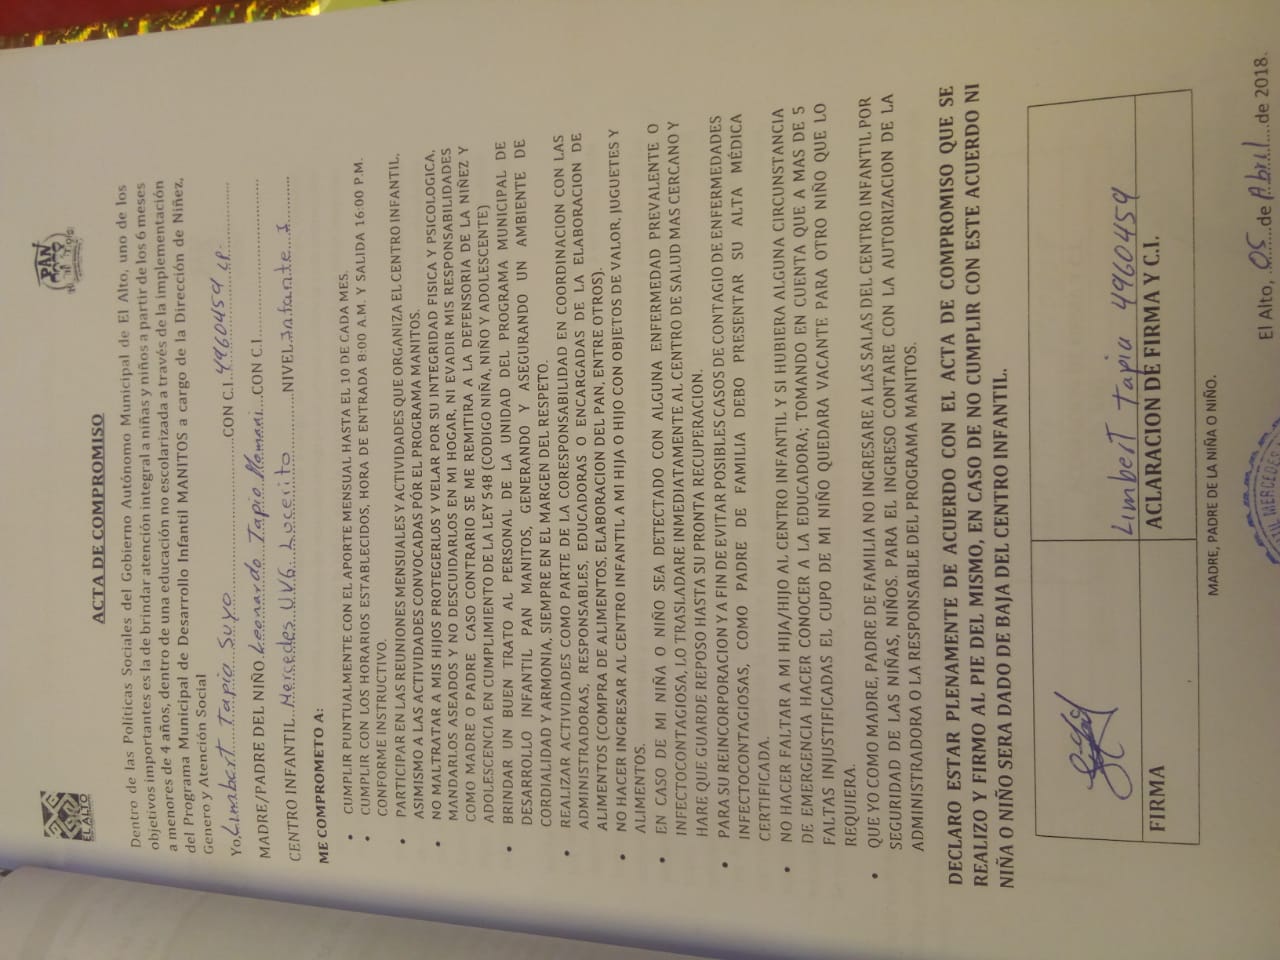 EL ALTO
PAN
MANITOS
ACTA DE COMPROMISO
Dentro de las Políticas Sociales del Gobierno Autónomo Municipal de El Alto, uno de los
objetivos importantes es la de brindar atención integral a niñas y niños a partir de los 6 meses
a menores de 4 años, dentro de una educación no escolarizada a través de la implementación
del Programa Municipal de Desarrollo Infantil MANITOS a cargo de la Dirección de Niñez,
Genero y Atención Social
Yo, Limbert Tapia Suyo CON C.I. 4960459 LP.
MADRE/PADRE DEL NIÑO Leonardo Tapia Mamani CON C.I.
CENTRO INFANTIL Mercedes UVG Lucerito NIVEL Infante I
ME COMPROMETO A:
• CUMPLIR PUNTUALMENTE CON EL APORTE MENSUAL HASTA EL 10 DE CADA MES.
• CUMPLIR CON LOS HORARIOS ESTABLECIDOS, HORA DE ENTRADA 8:00 A.M. Y SALIDA 16:00 P.M.
CONFORME INSTRUCTIVO.
• PARTICIPAR EN LAS REUNIONES MENSUALES Y ACTIVIDADES QUE ORGANIZA EL CENTRO INFANTIL,
ASIMISMO A LAS ACTIVIDADES CONVOCADAS POR EL PROGRAMA MANITOS.
• NO MALTRATAR A MIS HIJOS PROTEGERLOS Y VELAR POR SU INTEGRIDAD FISICA Y PSICOLOGICA,
MANDARLOS ASEADOS Y NO DESCUIDARLOS EN MI HOGAR, NI EVADIR MIS RESPONSABILIDADES
COMO MADRE O PADRE CASO CONTRARIO SE ME REMITIRA A LA DEFENSORIA DE LA NIÑEZ Y
ADOLESCENCIA EN CUMPLIMIENTO DE LA LEY 548 (CODIGO NIÑA, NIÑO Y ADOLESCENTE)
• BRINDAR UN BUEN TRATO AL PERSONAL DE LA UNIDAD DEL PROGRAMA MUNICIPAL DE
DESARROLLO INFANTIL PAN MANITOS, GENERANDO Y ASEGURANDO UN AMBIENTE DE
CORDIALIDAD Y ARMONIA, SIEMPRE EN EL MARGEN DEL RESPETO.
• REALIZAR ACTIVIDADES COMO PARTE DE LA CORESPONSABILIDAD EN COORDINACION CON LAS
ADMINISTRADORAS, RESPONSABLES, EDUCADORAS O ENCARGADAS DE LA ELABORACION DE
ALIMENTOS (COMPRA DE ALIMENTOS, ELABORACION DEL PAN, ENTRE OTROS).
• NO HACER INGRESAR AL CENTRO INFANTIL A MI HIJA O HIJO CON OBJETOS DE VALOR, JUGUETES Y
ALIMENTOS.
• EN CASO DE MI NIÑA O NIÑO SEA DETECTADO CON ALGUNA ENFERMEDAD PREVALENTE O
INFECTOCONTAGIOSA, LO TRASLADARE INMEDIATAMENTE AL CENTRO DE SALUD MAS CERCANO Y
HARE QUE GUARDE REPOSO HASTA SU PRONTA RECUPERACION.
• PARA SU REINCORPORACION Y A FIN DE EVITAR POSIBLES CASOS DE CONTAGIO DE ENFERMEDADES
INFECTOCONTAGIOSAS, COMO PADRE DE FAMILIA DEBO PRESENTAR SU ALTA MÉDICA
CERTIFICADA.
• NO HACER FALTAR A MI HIJA/HIJO AL CENTRO INFANTIL Y SI HUBIERA ALGUNA CIRCUNSTANCIA
DE EMERGENCIA HACER CONOCER A LA EDUCADORA; TOMANDO EN CUENTA QUE A MAS DE 5
FALTAS INJUSTIFICADAS EL CUPO DE MI NIÑO QUEDARA VACANTE PARA OTRO NIÑO QUE LO
REQUIERA.
• QUE YO COMO MADRE, PADRE DE FAMILIA NO INGRESARE A LAS SALAS DEL CENTRO INFANTIL POR
SEGURIDAD DE LAS NIÑAS, NIÑOS. PARA EL INGRESO CONTARE CON LA AUTORIZACION DE LA
ADMINISTRADORA O LA RESPONSABLE DEL PROGRAMA MANITOS.
DECLARO ESTAR PLENAMENTE DE ACUERDO CON EL ACTA DE COMPROMISO QUE SE
REALIZO Y FIRMO AL PIE DEL MISMO, EN CASO DE NO CUMPLIR CON ESTE ACUERDO NI
NIÑA O NIÑO SERA DADO DE BAJA DEL CENTRO INFANTIL.
Limbert Tapia 4960459
FIRMA ACLARACION DE FIRMA Y C.I.
MADRE, PADRE DE LA NIÑA O NIÑO.
El Alto, 05 de Abril de 2018.
MERCEDES